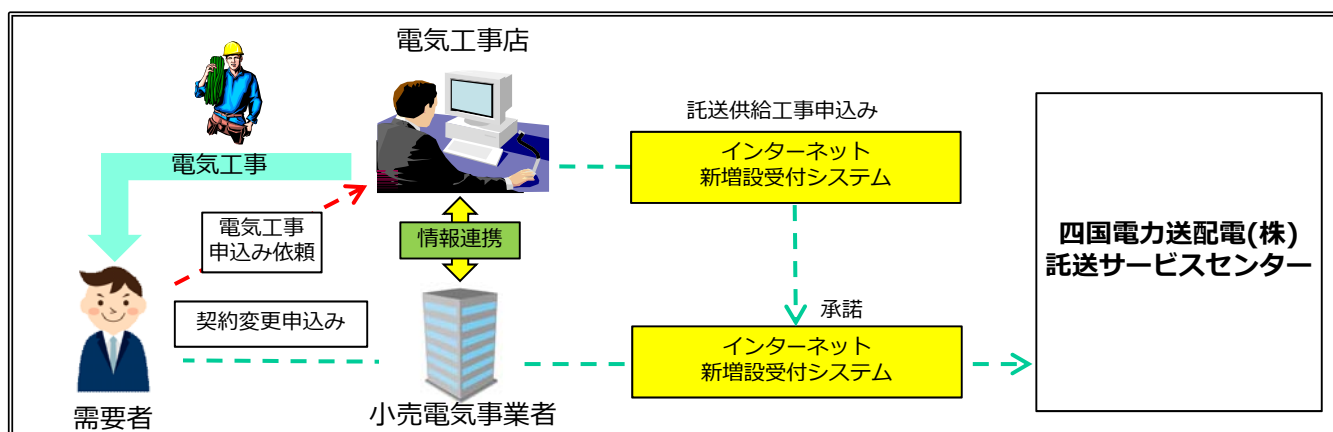 電気工事店
電気工事
託送供給工事申込み
インターネット
新増設受付システム
電気工事
申込み依頼
情報連携
四国電力送配電(株)
託送サービスセンター
契約変更申込み
承諾
インターネット
新増設受付システム
需要者
小売電気事業者